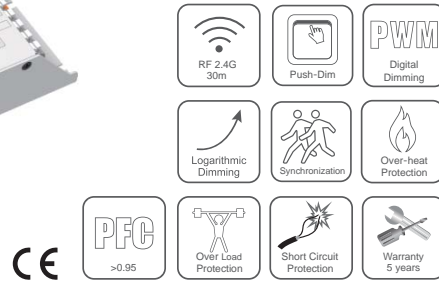 RF 2.4G
30m
Push-Dim
PWM
Digital
Dimming
Logarithmic
Dimming
Synchronization
Over-heat
Protection
CE
PFC
>0.95
Over Load
Protection
Short Circuit
Protection
Warranty
5 years